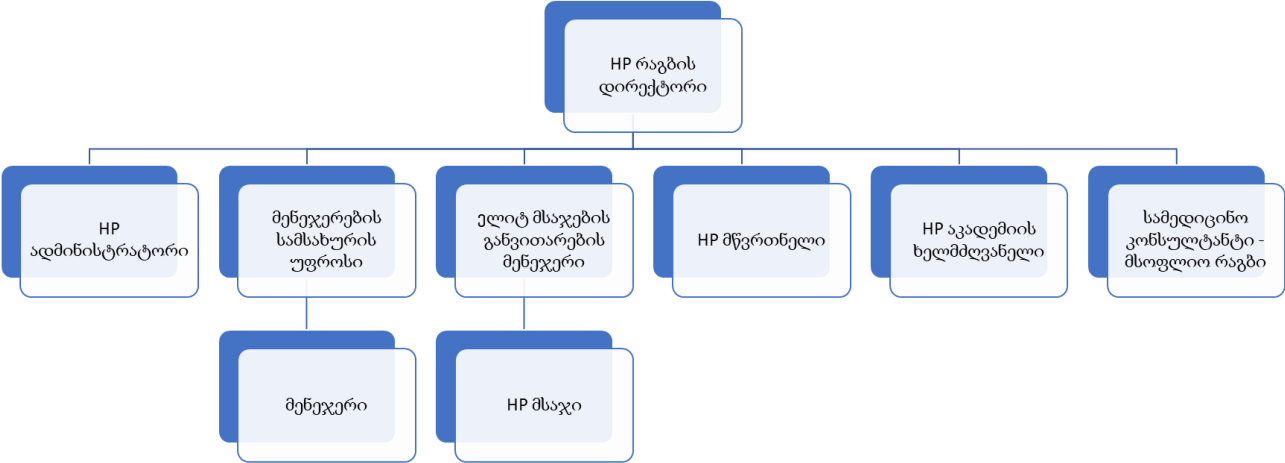 HP რაგბის
დირექტორი
HP
ადმინისტრატორი
მენეჯერების
სამსახურის
უფროსი
ელიტ მსაჯების
განვითარების
მენეჯერი
HP მწვრთნელი
HP აკადემიის
ხელმძღვანელი
სამედიცინო
კონსულტანტი -
მსოფლიო რაგბი
მენეჯერი
HP მსაჯი